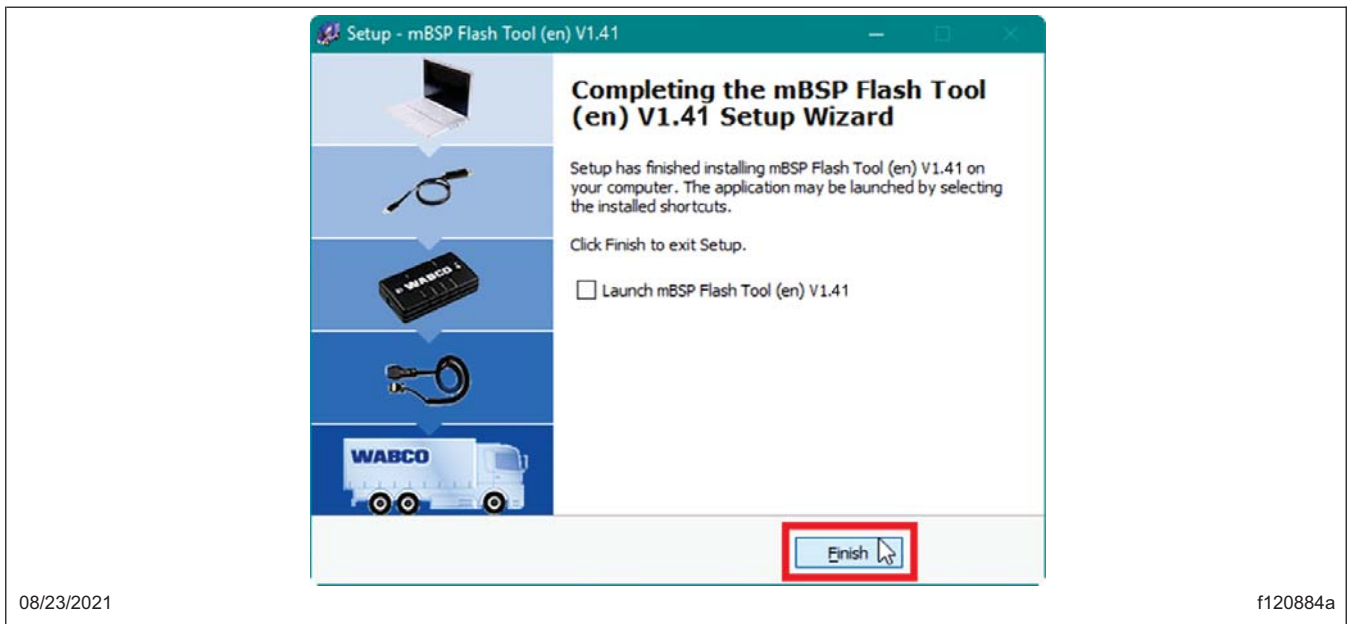 Setup - mBSP Flash Tool (en) V1.41
Completing the mBSP Flash Tool
(en) V1.41 Setup Wizard
Setup has finished installing mBSP Flash Tool (en) V1.41 on
your computer. The application may be launched by selecting
the installed shortcuts.
Click Finish to exit Setup.
Launch mBSP Flash Tool (en) V1.41
WABCO
WABCO
Finish
08/23/2021
f120884a